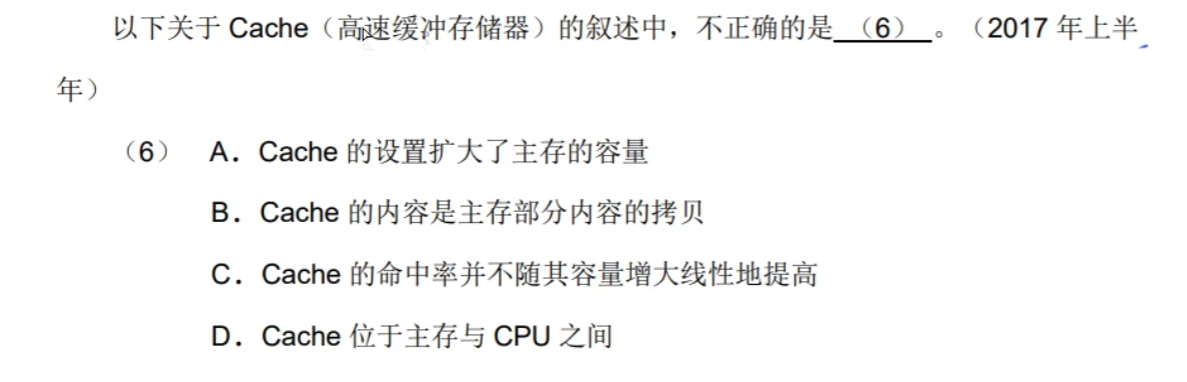 以下关于 Cache（高速缓冲存储器）的叙述中，不正确的是 （6） 。（2017 年上半
年）
（6） A．Cache 的设置扩大了主存的容量
B．Cache 的内容是主存部分内容的拷贝
C．Cache 的命中率并不随其容量增大线性地提高
D．Cache 位于主存与 CPU 之间